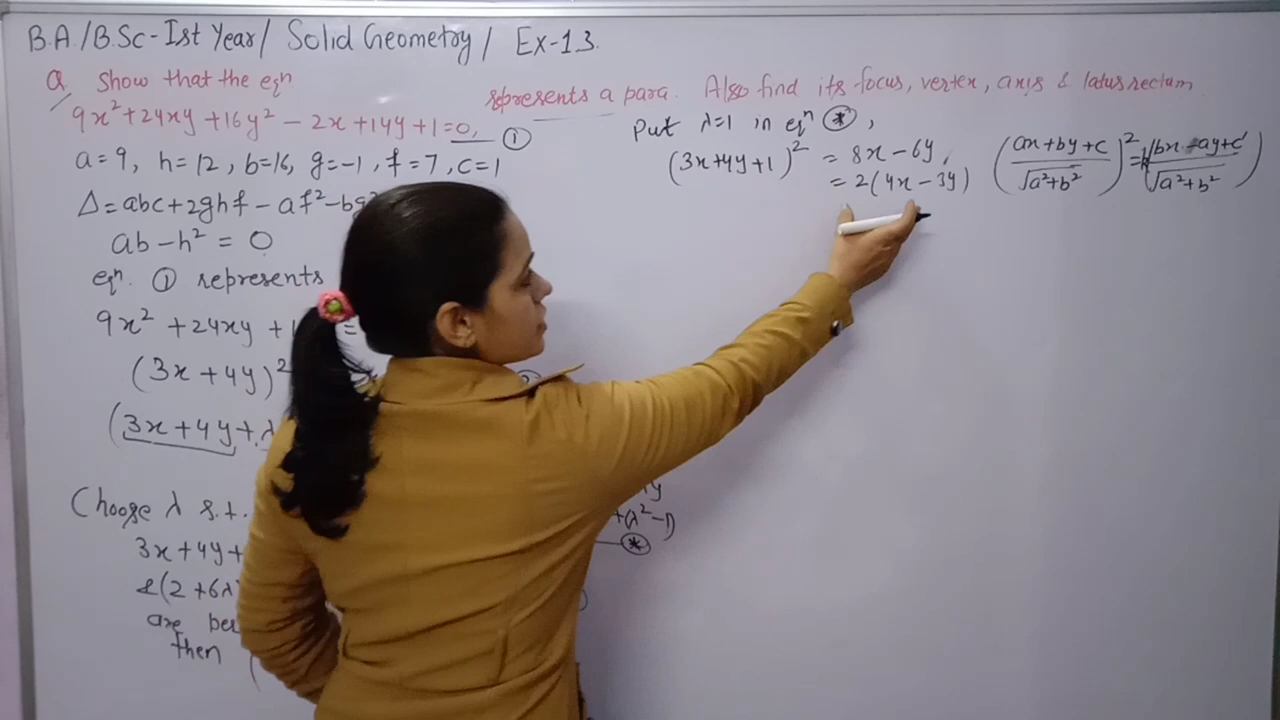 B.A./B.Sc-Ist Year/ Solid Geometry/ Ex-1.3.
Q. Show that the eqⁿ
9x²+24xy+16y²-2x+14y+1=0, ①
represents a para. Also find its focus, vertex, axis & latus rectum
a=9, h=12, b=16, g=-1, f=7, c=1
Δ=abc+2ghf-af²-bg²
ab-h²=0
eqⁿ. ① represents
9x²+24xy+1 =
(3x+4y)²
(3x+4y+λ
Choose λ s.t.
3x+4y+
&(2+6λ)
are
then
+(λ²-1)
*
Put λ=1 in eqⁿ *,
(3x+4y+1)² = 8x-6y,
= 2(4x-3y)
(ax+by+c/√a²+b²)²=k(bx-ay+c'/√a²+b²)